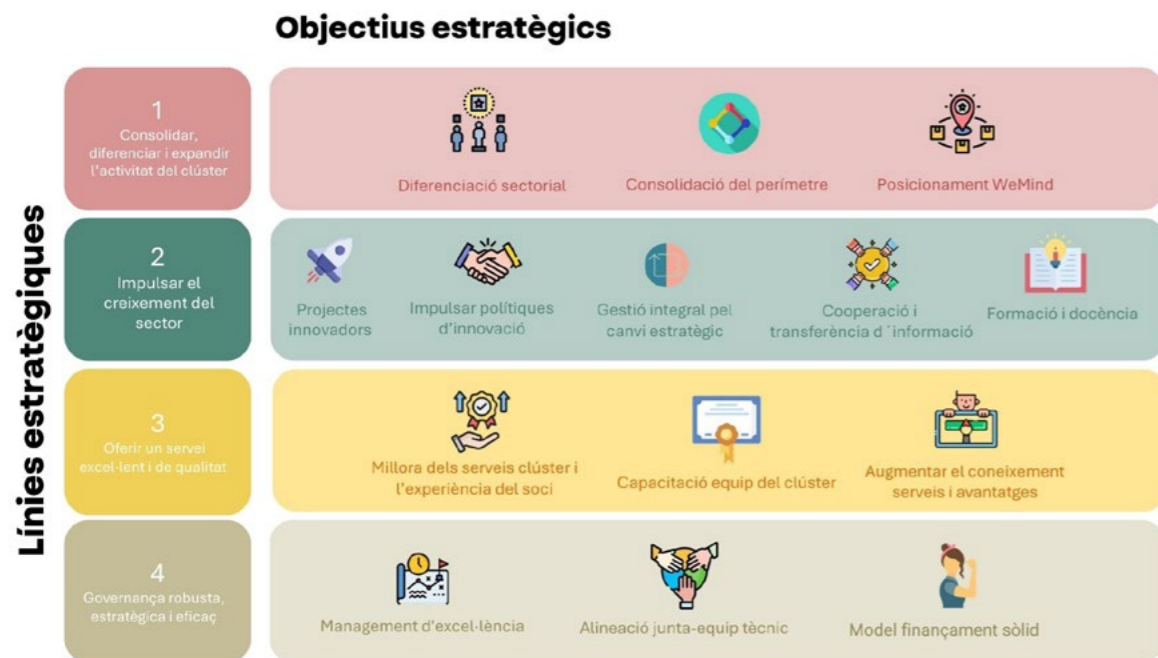 Objectius estratègics
Línies estratègiques
1
Consolidar,
diferenciar i expandir
l'activitat del clúster
Diferenciació sectorial
Consolidació del perímetre
Posicionament WeMind
2
Impulsar el
creixement del
sector
Projectes
innovadors
Impulsar polítiques
d'innovació
Gestió integral pel
canvi estratègic
Cooperació i
transferència d´informació
Formació i docència
3
Oferir un servei
excel·lent i de qualitat
Millora dels serveis clúster i
l'experiència del soci
Capacitació equip del clúster
Augmentar el coneixement
serveis i avantatges
4
Governança robusta,
estratègica i eficaç
Management d'excel·lència
Alineació junta-equip tècnic
Model finançament sòlid